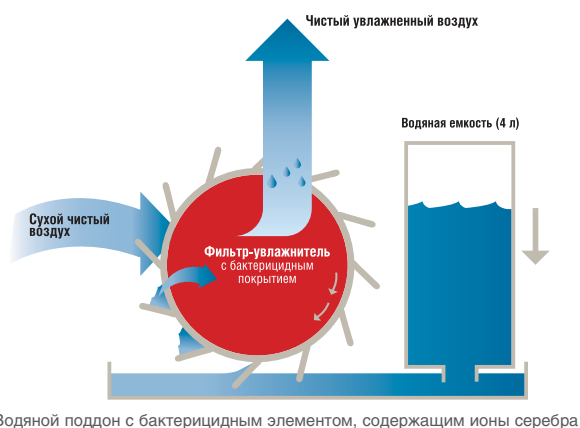 Чистый увлажненный воздух
Водяная емкость (4 л)
Сухой чистый
воздух
Фильтр-увлажнитель
с бактерицидным
покрытием
Водяной поддон с бактерицидным элементом, содержащим ионы серебра